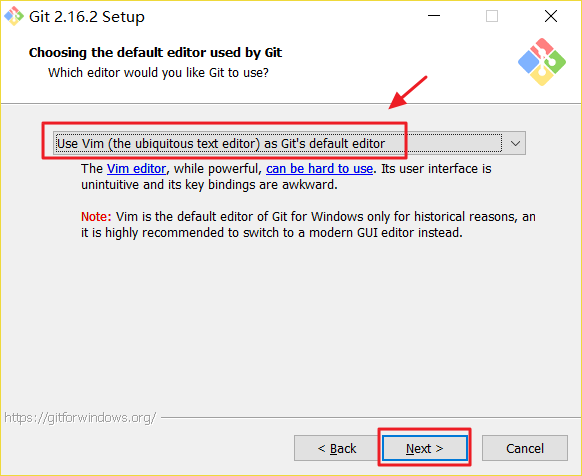 Git 2.16.2 Setup
Choosing the default editor used by Git
Which editor would you like Git to use?
Use Vim (the ubiquitous text editor) as Git's default editor
The Vim editor, while powerful, can be hard to use. Its user interface is
unintuitive and its key bindings are awkward.
Note: Vim is the default editor of Git for Windows only for historical reasons, an
it is highly recommended to switch to a modern GUI editor instead.
https://gitforwindows.org/
< Back
Next >
Cancel